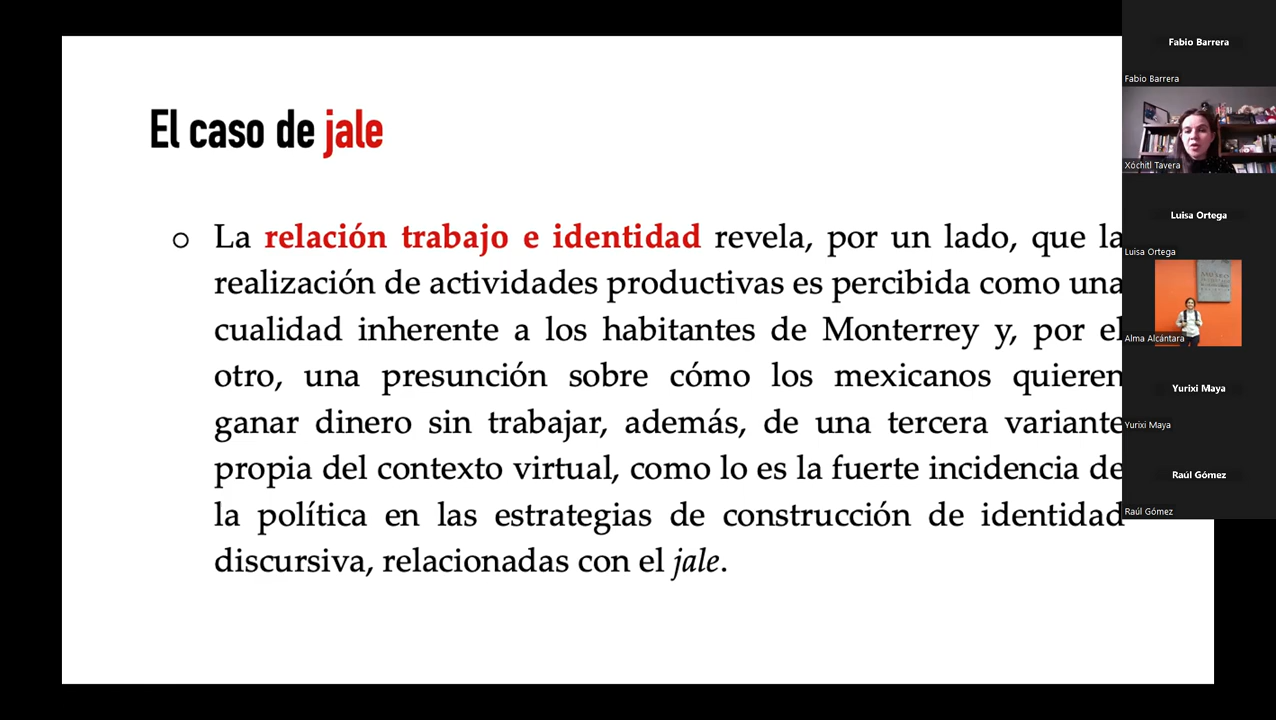 El caso de jale
○ La relación trabajo e identidad revela, por un lado, que la
realización de actividades productivas es percibida como una
cualidad inherente a los habitantes de Monterrey y, por el
otro, una presunción sobre cómo los mexicanos quieren
ganar dinero sin trabajar, además, de una tercera variante
propia del contexto virtual, como lo es la fuerte incidencia de
la política en las estrategias de construcción de identidad
discursiva, relacionadas con el jale.
Fabio Barrera
Fabio Barrera
Xóchitl Tavera
Luisa Ortega
Luisa Ortega
Alma Alcántara
Yurixi Maya
Yurixi Maya
Raúl Gómez
Raúl Gómez